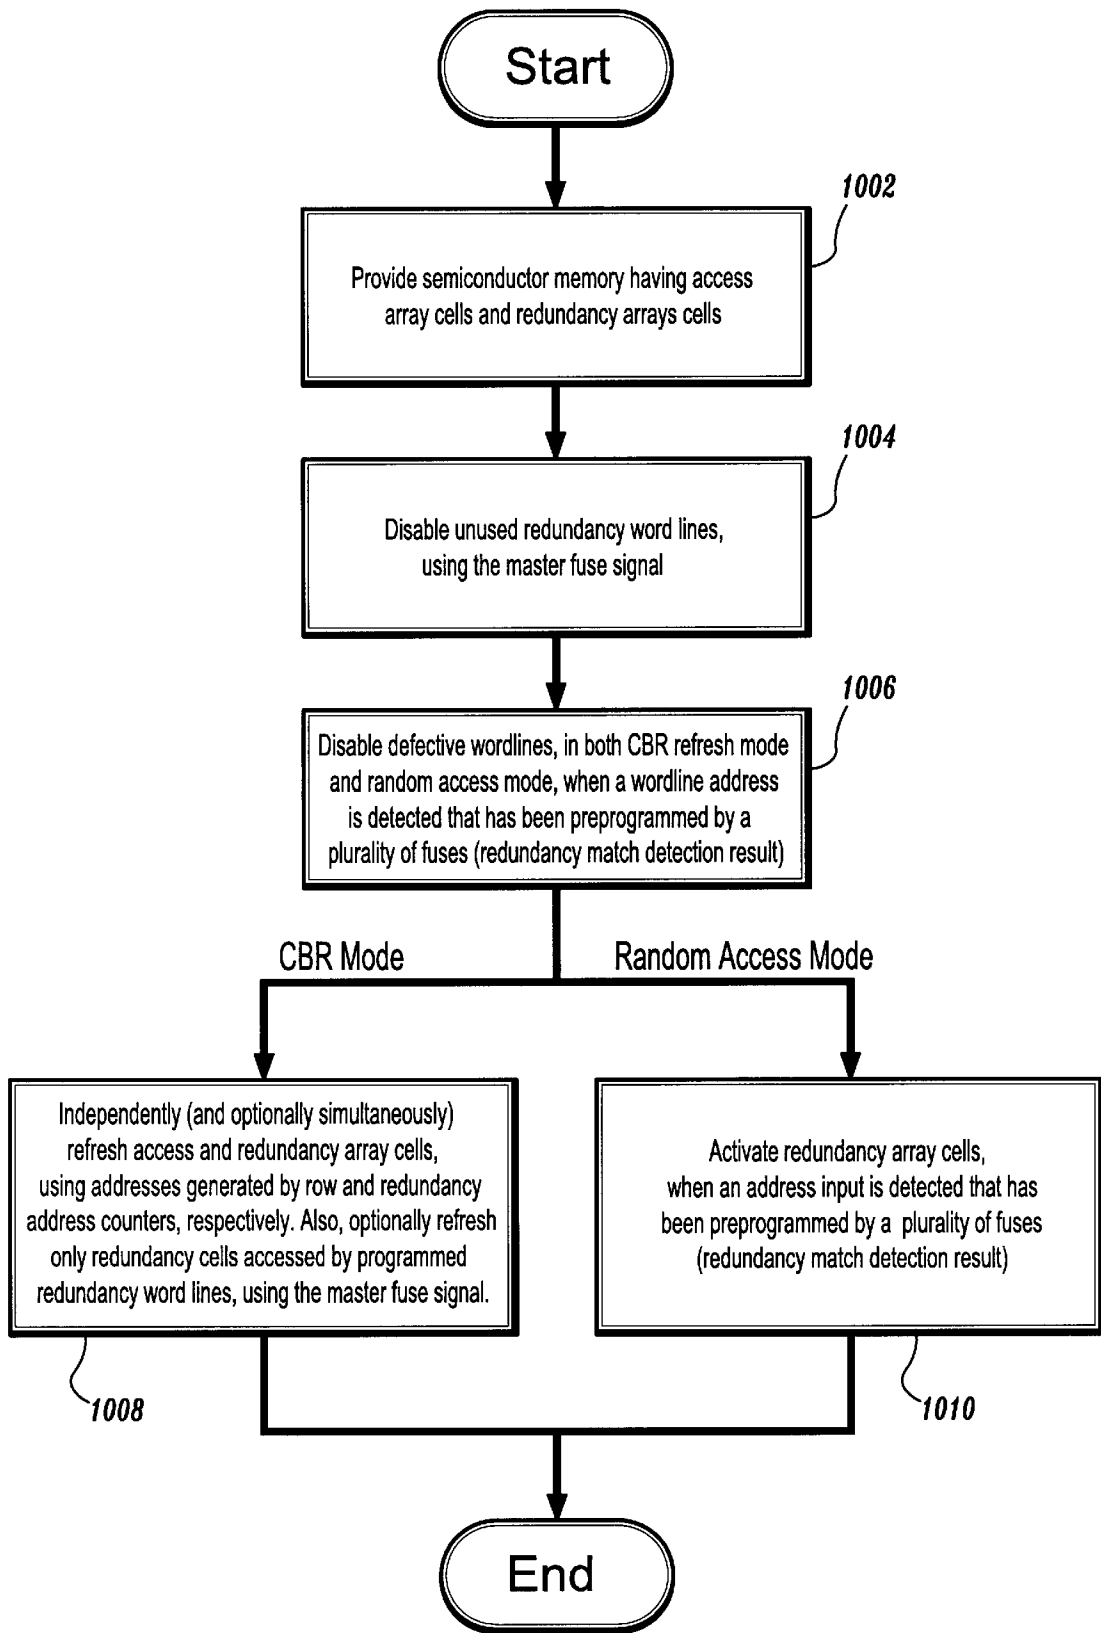 Start
1002
Provide semiconductor memory having access
array cells and redundancy arrays cells
1004
Disable unused redundancy word lines,
using the master fuse signal
1006
Disable defective wordlines, in both CBR refresh mode
and random access mode, when a wordline address
is detected that has been preprogrammed by a
plurality of fuses (redundancy match detection result)
CBR Mode
Random Access Mode
Independently (and optionally simultaneously)
refresh access and redundancy array cells,
using addresses generated by row and redundancy
address counters, respectively. Also, optionally refresh
only redundancy cells accessed by programmed
redundancy word lines, using the master fuse signal.
1008
Activate redundancy array cells,
when an address input is detected that has
been preprogrammed by a plurality of fuses
(redundancy match detection result)
1010
End